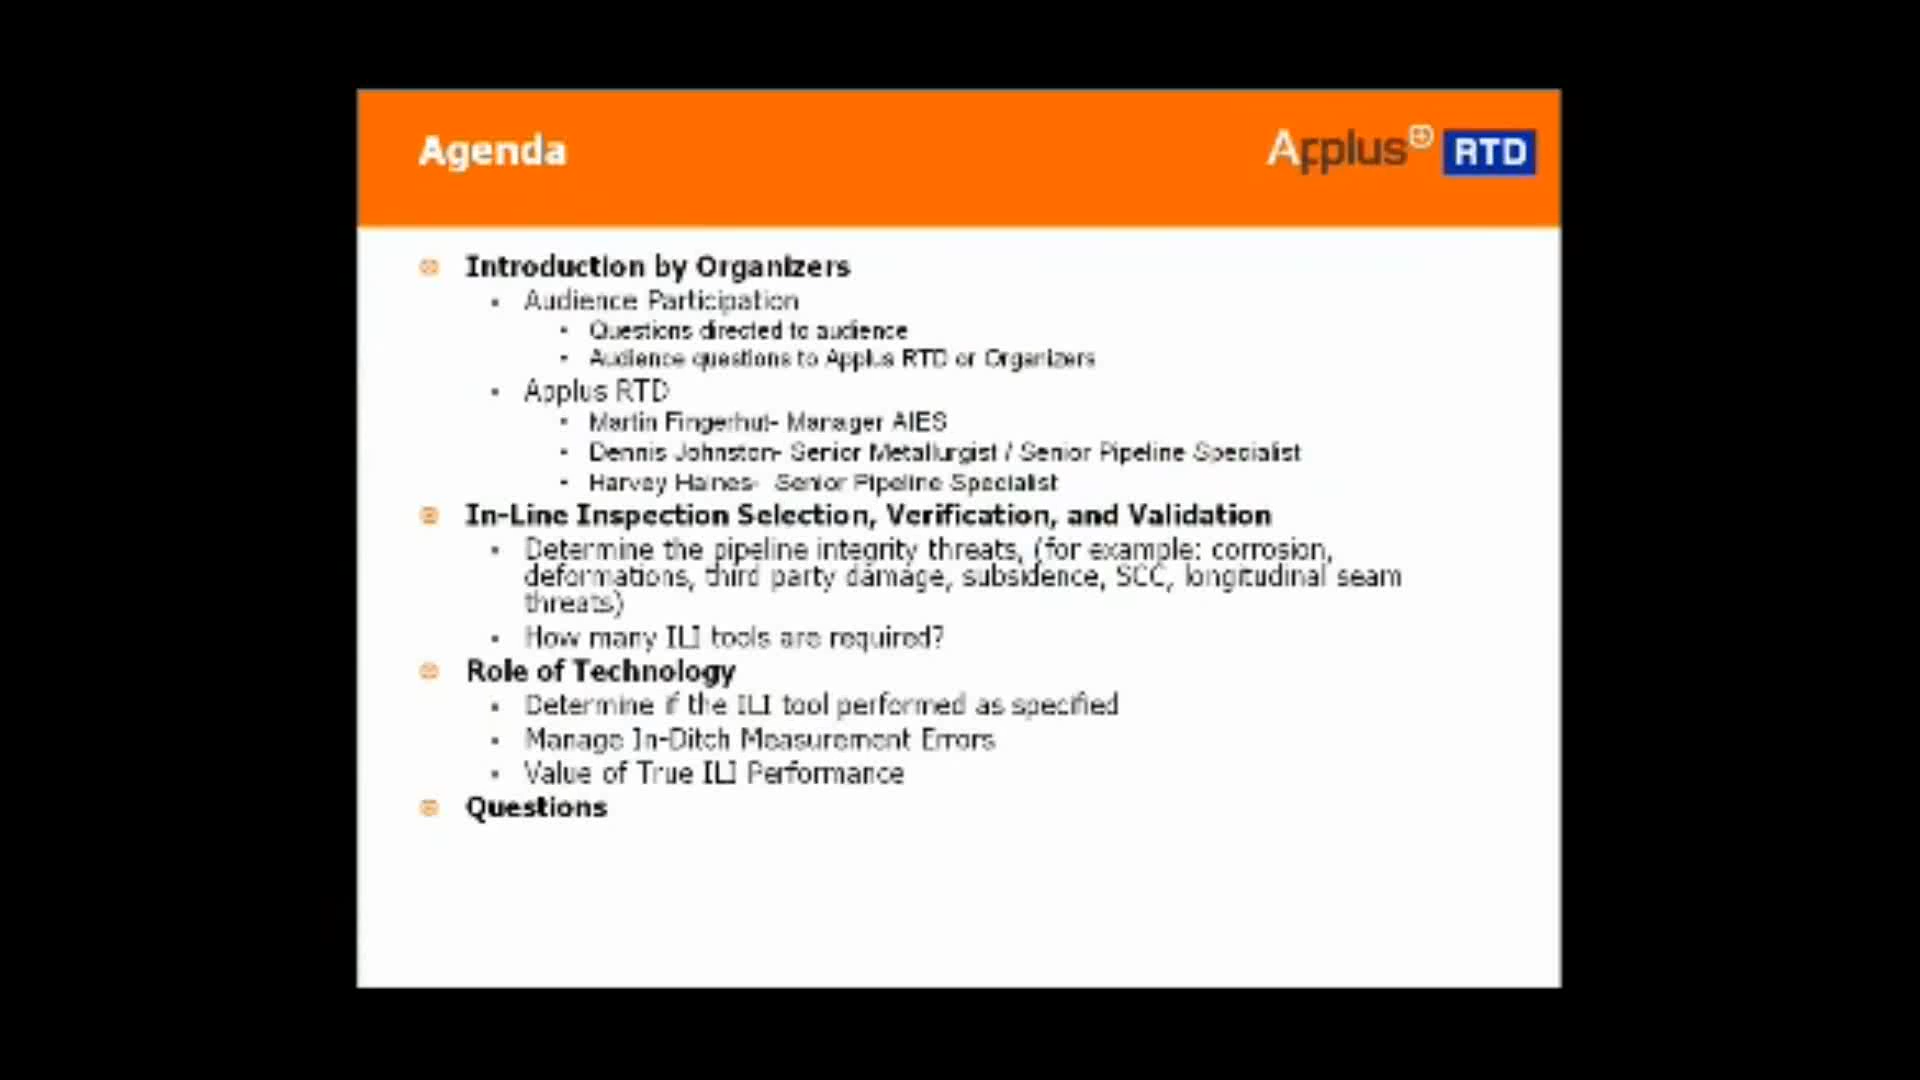 Agenda
Applus+ RTD
Introduction by Organizers
Audience Participation
Questions directed to audience
Audience questions to Applus RTD or Organizers
Applus RTD
Martin Fingerhut- Manager AIES
Dennis Johnston- Senior Metallurgist / Senior Pipeline Specialist
Harvey Haines- Senior Pipeline Specialist
In-Line Inspection Selection, Verification, and Validation
Determine the pipeline integrity threats, (for example: corrosion,
deformations, third party damage, subsidence, SCC, longitudinal seam
threats)
How many ILI tools are required?
Role of Technology
Determine if the ILI tool performed as specified
Manage In-Ditch Measurement Errors
Value of True ILI Performance
Questions